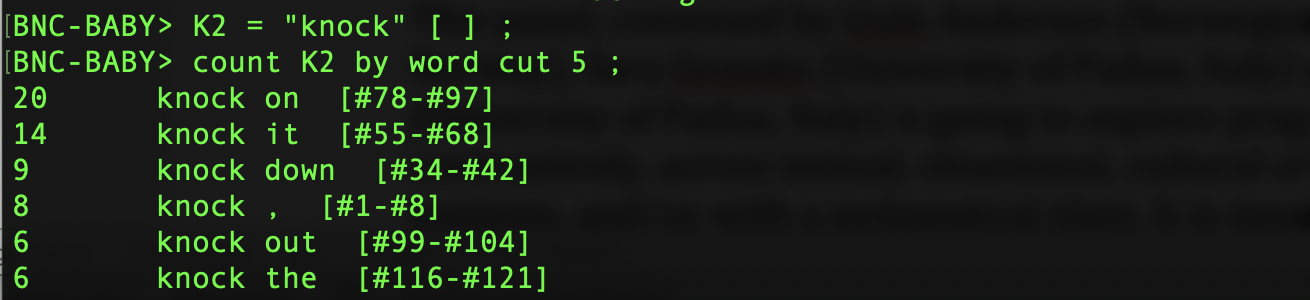 [BNC-BABY> K2 = "knock" [ ] ;
[BNC-BABY> count K2 by word cut 5 ;
20 knock on [#78-#97]
14 knock it [#55-#68]
9 knock down [#34-#42]
8 knock , [#1-#8]
6 knock out [#99-#104]
6 knock the [#116-#121]